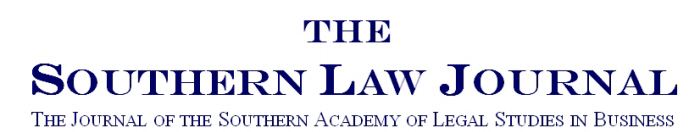 THE
SOUTHERN LAW JOURNAL
THE JOURNAL OF THE SOUTHERN ACADEMY OF LEGAL STUDIES IN BUSINESS